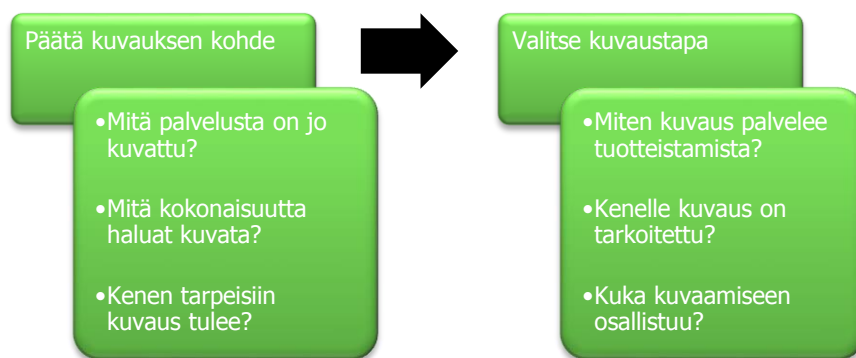 Päätä kuvauksen kohde
•Mitä palvelusta on jo
kuvattu?
•Mitä kokonaisuutta
haluat kuvata?
•Kenen tarpeisiin
kuvaus tulee?
Valitse kuvaustapa
•Miten kuvaus palvelee
tuotteistamista?
•Kenelle kuvaus on
tarkoitettu?
•Kuka kuvaamiseen
osallistuu?